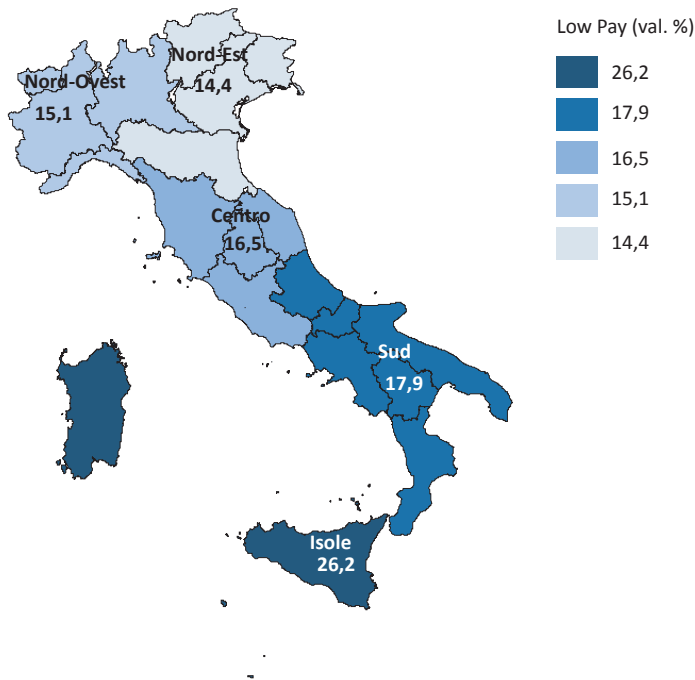 Nord-Est
14,4
Nord-Ovest
15,1
Centro
16,5
Sud
17,9
Isole
26,2
Low Pay (val. %)
26,2
17,9
16,5
15,1
14,4